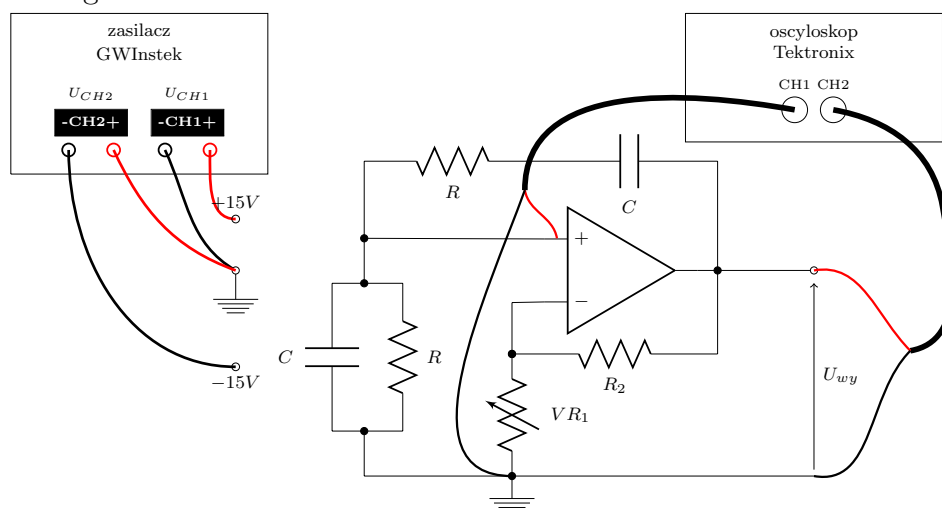 zasilacz
GWInstek
U_{CH2} U_{CH1}
-CH2+ -CH1+
+15V
−15V
oscyloskop
Tektronix
CH1 CH2
R
C
+
−
C
R
R_2
VR_1
U_{wy}